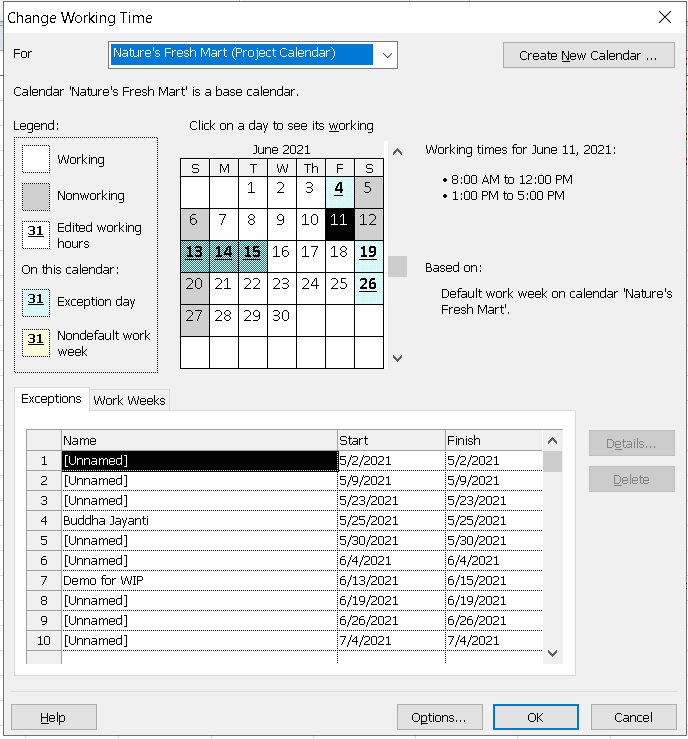 Change Working Time
For
Nature's Fresh Mart (Project Calendar)
Create New Calendar ...
Calendar 'Nature's Fresh Mart' is a base calendar.
Legend:
Working
Nonworking
31 Edited working
hours
On this calendar:
31 Exception day
31 Nondefault work
week
Click on a day to see its working
June 2021
S M T W Th F S
1 2 3 4 5
6 7 8 9 10 11 12
13 14 15 16 17 18 19
20 21 22 23 24 25 26
27 28 29 30
Working times for June 11, 2021:
• 8:00 AM to 12:00 PM
• 1:00 PM to 5:00 PM
Based on:
Default work week on calendar 'Nature's
Fresh Mart'.
Exceptions Work Weeks
Name Start Finish
1 [Unnamed] 5/2/2021 5/2/2021
2 [Unnamed] 5/9/2021 5/9/2021
3 [Unnamed] 5/23/2021 5/23/2021
4 Buddha Jayanti 5/25/2021 5/25/2021
5 [Unnamed] 5/30/2021 5/30/2021
6 [Unnamed] 6/4/2021 6/4/2021
7 Demo for WIP 6/13/2021 6/15/2021
8 [Unnamed] 6/19/2021 6/19/2021
9 [Unnamed] 6/26/2021 6/26/2021
10 [Unnamed] 7/4/2021 7/4/2021
Details...
Delete
Help
Options...
OK
Cancel